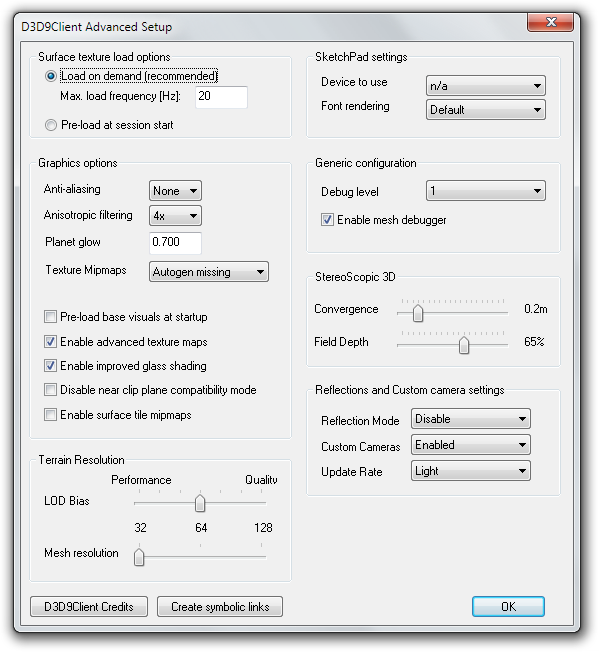 D3D9Client Advanced Setup
Surface texture load options
Load on demand (recommended)
Max. load frequency [Hz]: 20
Pre-load at session start
Graphics options
Anti-aliasing None
Anisotropic filtering 4x
Planet glow 0.700
Texture Mipmaps Autogen missing
Pre-load base visuals at startup
Enable advanced texture maps
Enable improved glass shading
Disable near clip plane compatibility mode
Enable surface tile mipmaps
Terrain Resolution
Performance Quality
LOD Bias
32 64 128
Mesh resolution
SketchPad settings
Device to use n/a
Font rendering Default
Generic configuration
Debug level 1
Enable mesh debugger
StereoScopic 3D
Convergence 0.2m
Field Depth 65%
Reflections and Custom camera settings
Reflection Mode Disable
Custom Cameras Enabled
Update Rate Light
D3D9Client Credits Create symbolic links OK